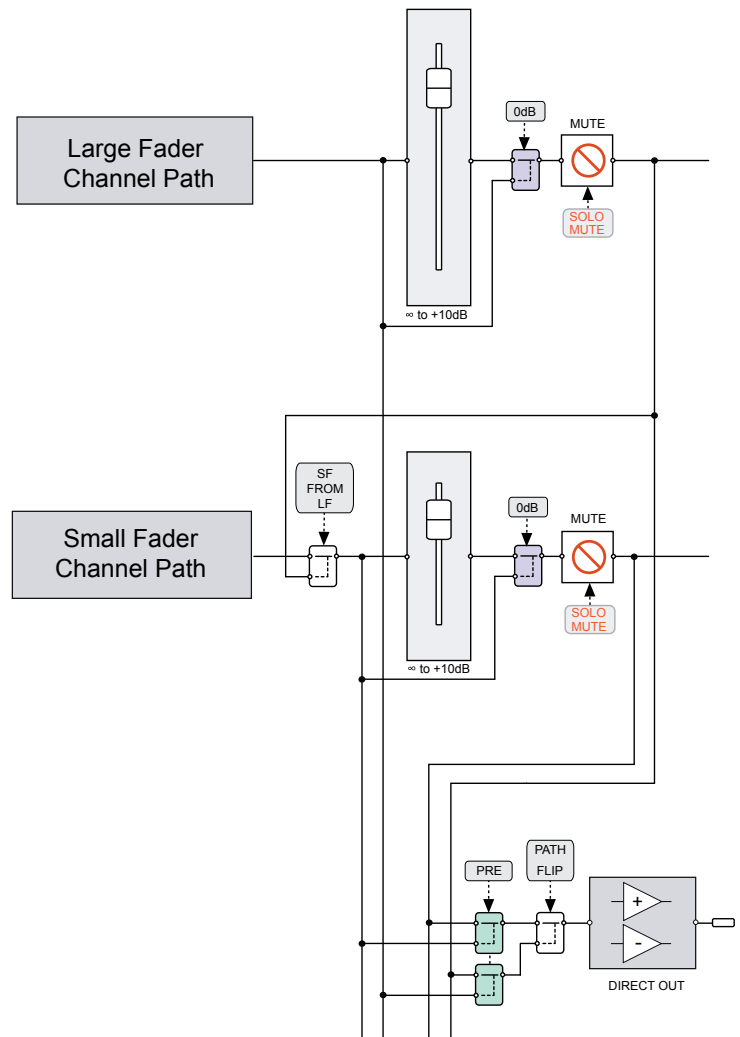 0dB
MUTE
Large Fader
Channel Path
SOLO
MUTE
∞ to +10dB
SF
FROM
LF
0dB
MUTE
Small Fader
Channel Path
SOLO
MUTE
∞ to +10dB
PATH
FLIP
PRE
+
-
DIRECT OUT